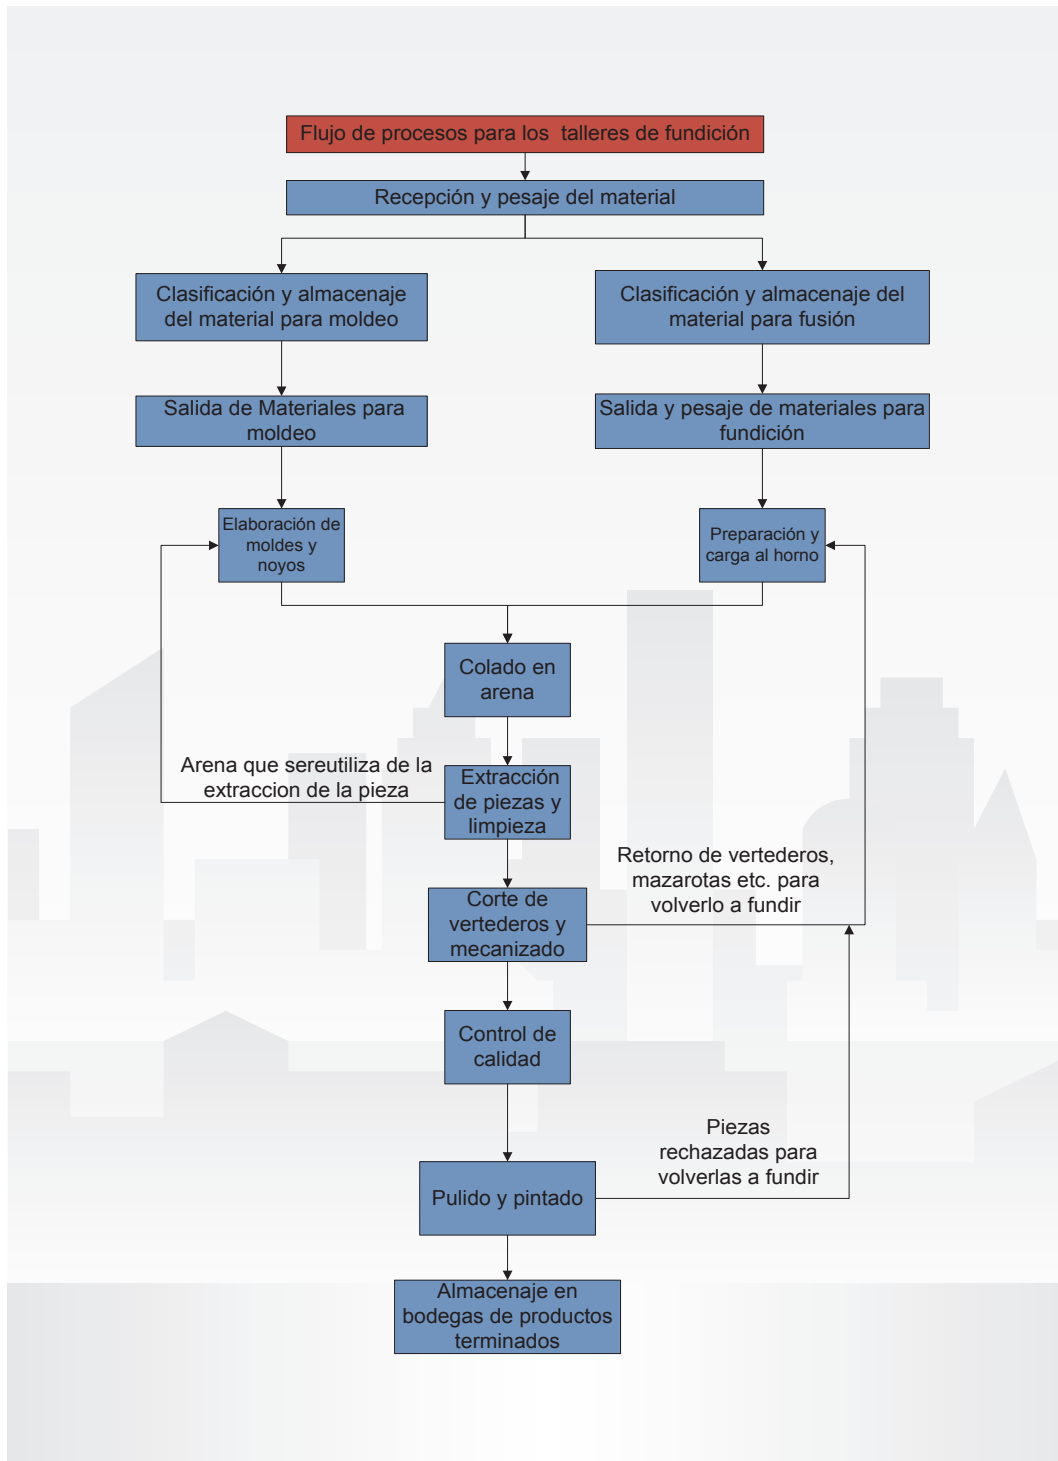 Flujo de procesos para los talleres de fundición
Recepción y pesaje del material
Clasificación y almacenaje
del material para moldeo
Clasificación y almacenaje del
material para fusión
Salida de Materiales para
moldeo
Salida y pesaje de materiales para
fundición
Elaboración de
moldes y
noyos
Preparación y
carga al horno
Colado en
arena
Arena que sereutiliza de la
extraccion de la pieza
Extracción
de piezas y
limpieza
Retorno de vertederos,
mazarotas etc. para
volverlo a fundir
Corte de
vertederos y
mecanizado
Control de
calidad
Piezas
rechazadas para
volverlas a fundir
Pulido y pintado
Almacenaje en
bodegas de productos
terminados